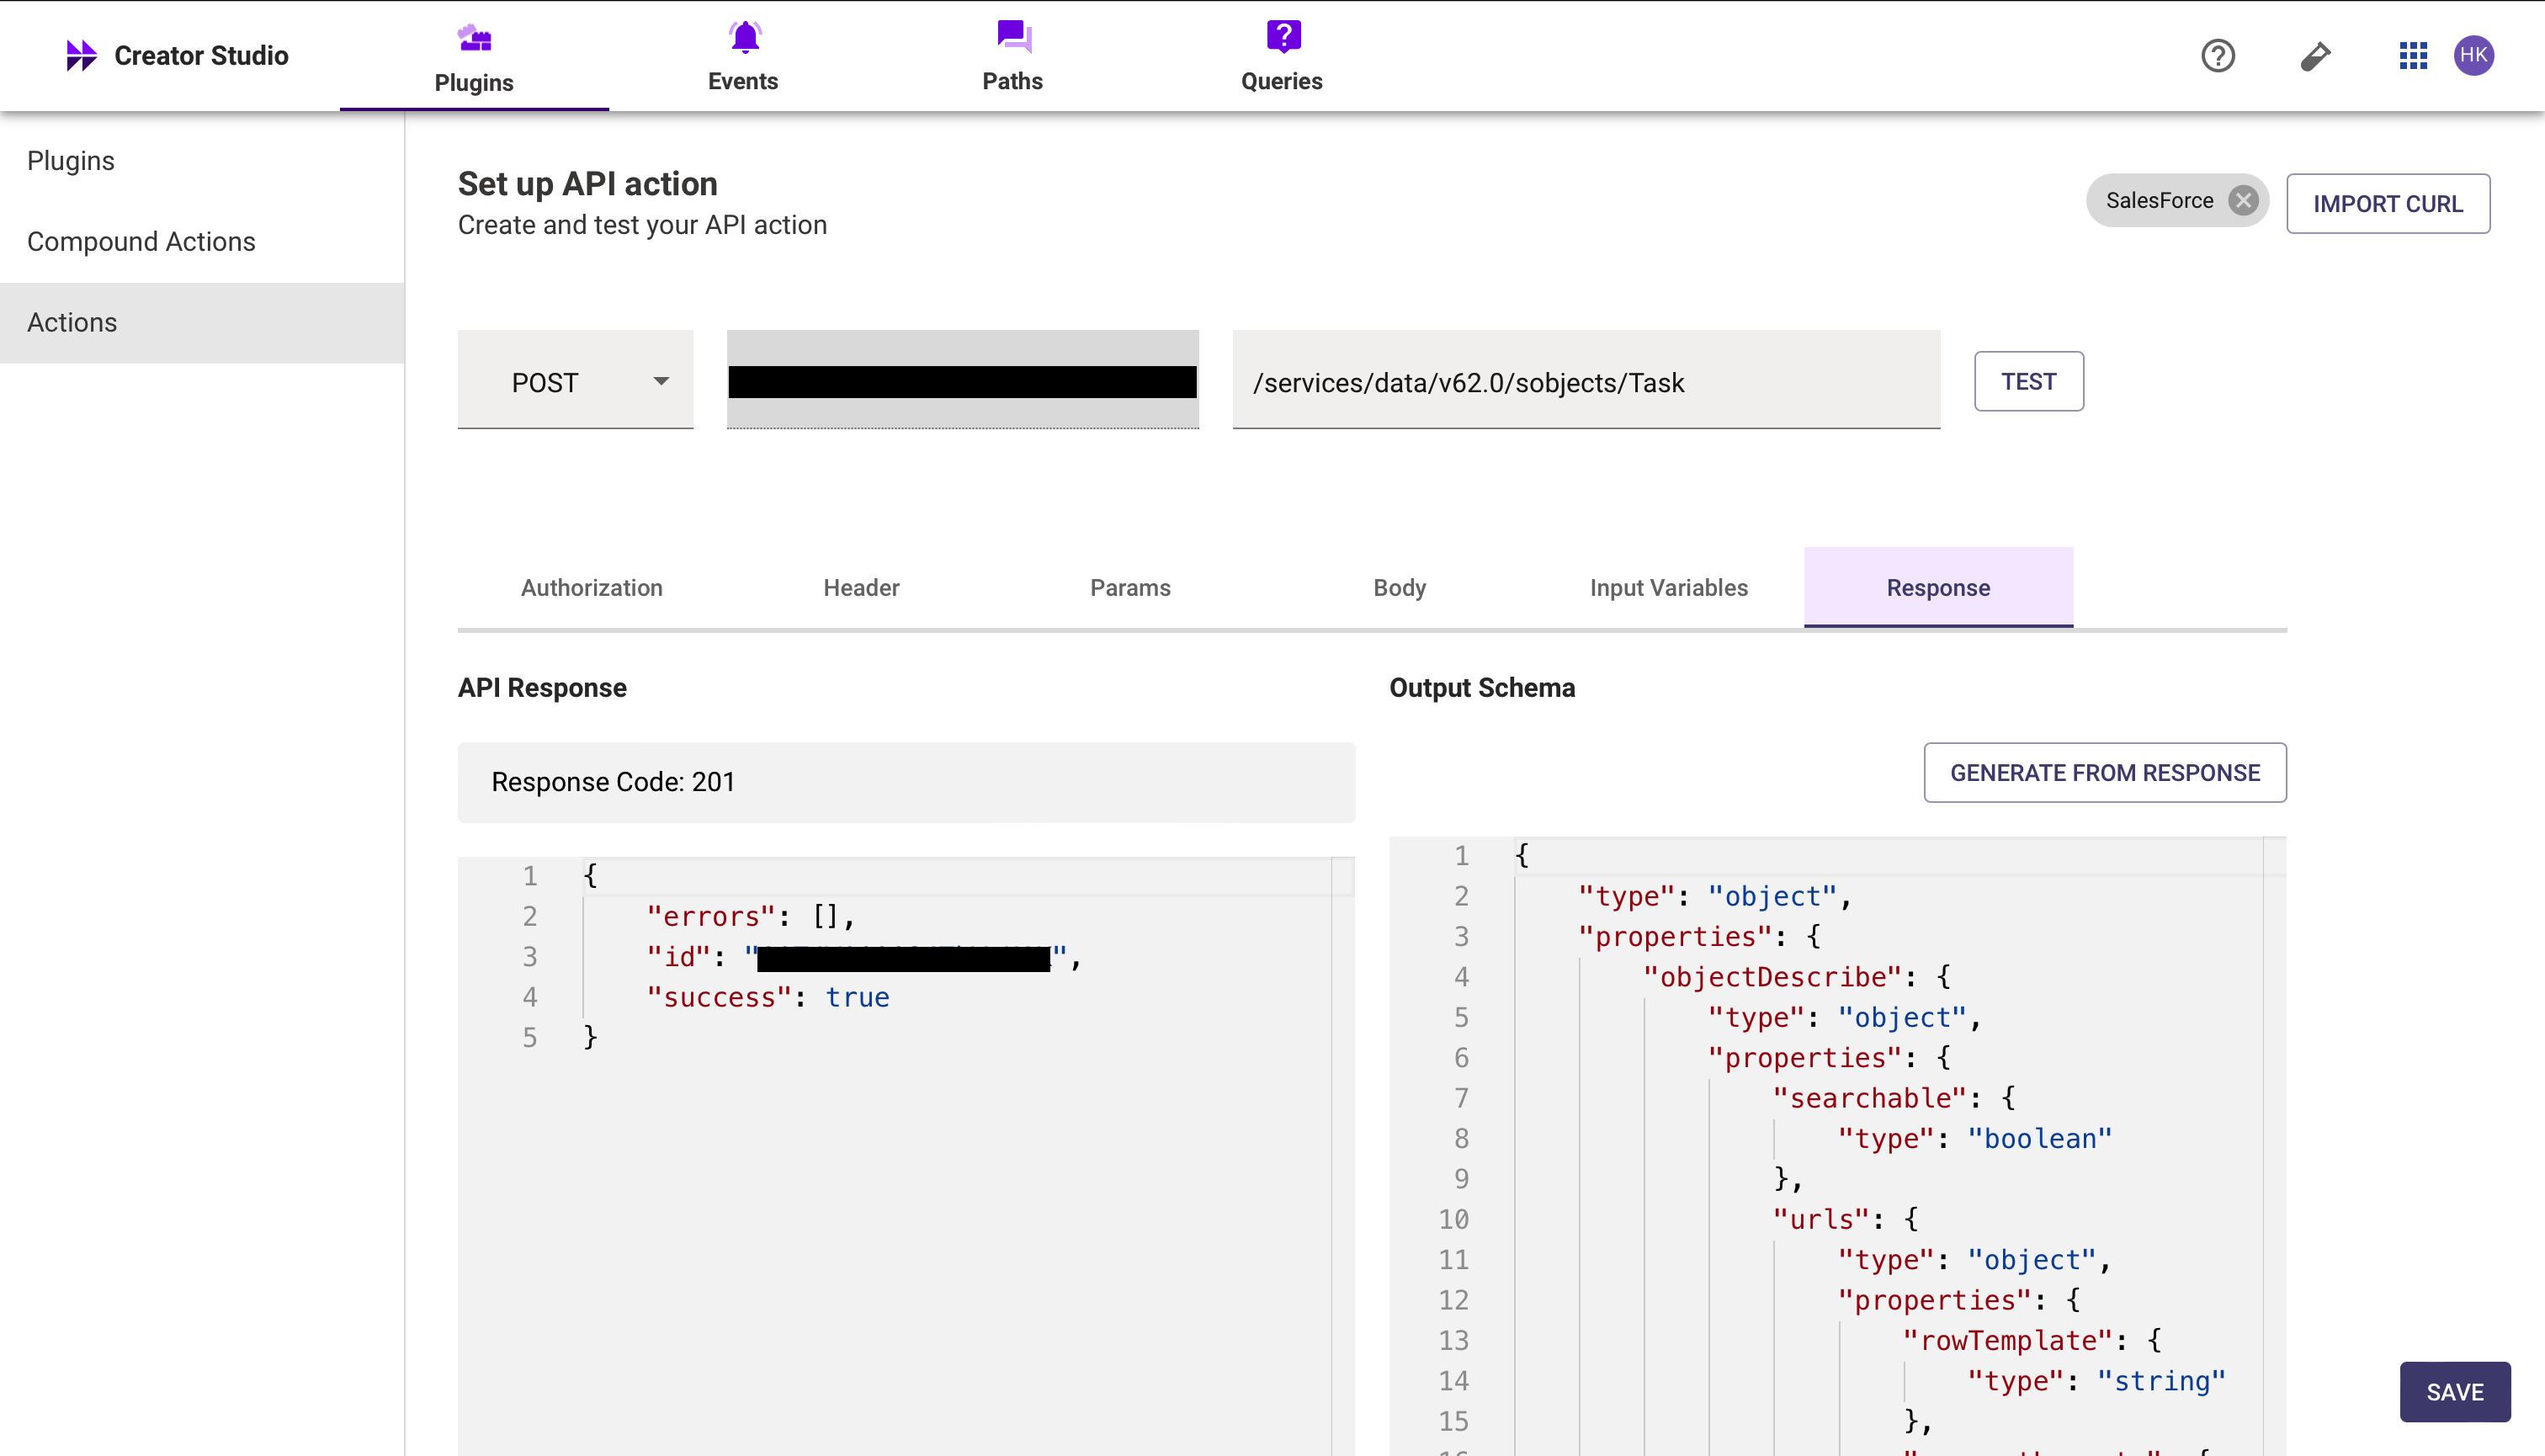 Creator Studio
Plugins
Events
Paths
Queries
HK
Plugins
Compound Actions
Actions
Set up API action
Create and test your API action
SalesForce
IMPORT CURL
POST
/services/data/v62.0/sobjects/Task
TEST
Authorization
Header
Params
Body
Input Variables
Response
API Response
Response Code: 201
1 {
2 "errors": [],
3 "id": "",
4 "success": true
5 }
Output Schema
GENERATE FROM RESPONSE
1 {
2 "type": "object",
3 "properties": {
4 "objectDescribe": {
5 "type": "object",
6 "properties": {
7 "searchable": {
8 "type": "boolean"
9 },
10 "urls": {
11 "type": "object",
12 "properties": {
13 "rowTemplate": {
14 "type": "string"
15 },
SAVE